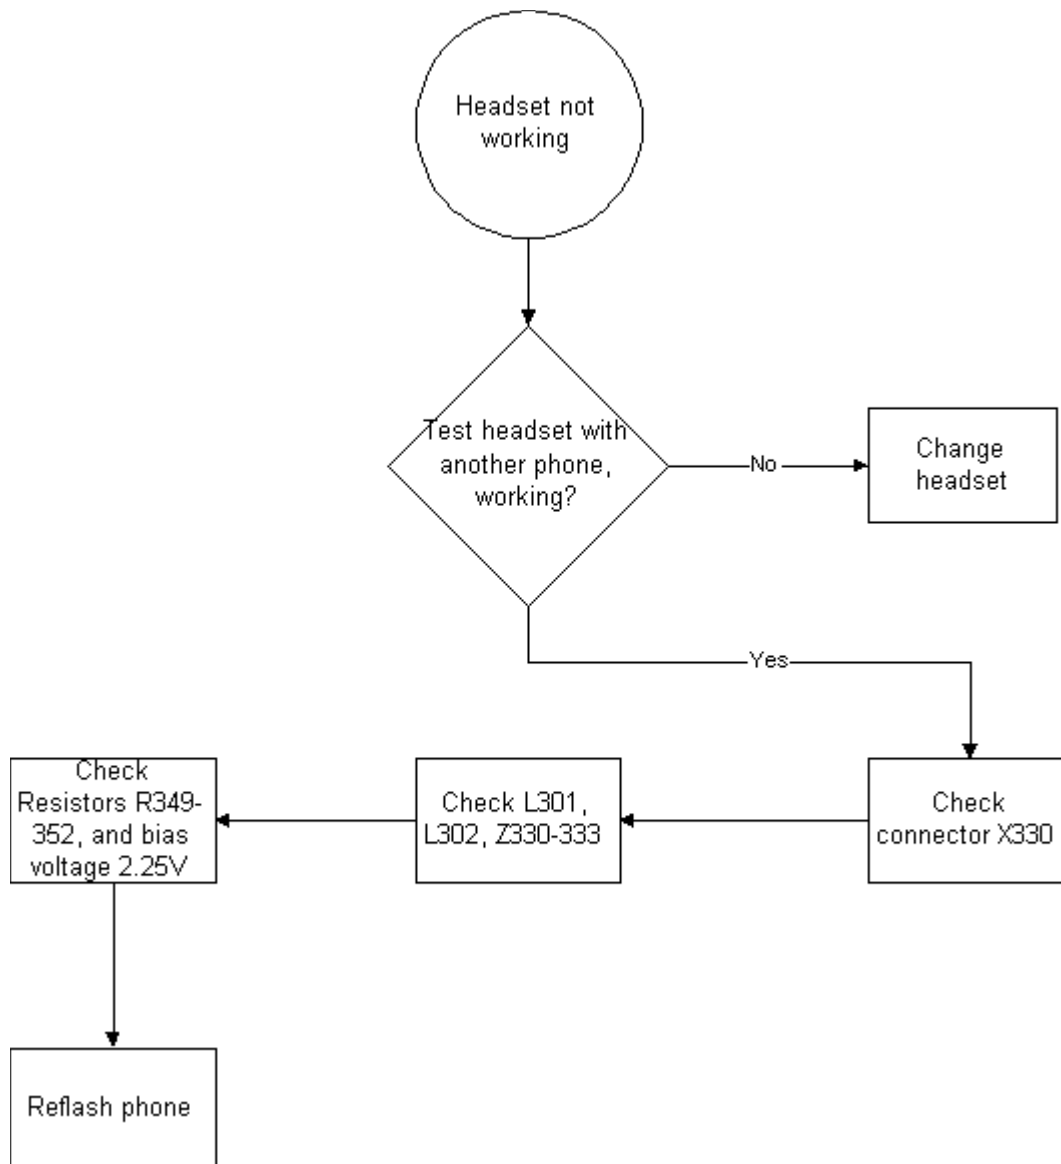 Headset not
working
Test headset with
another phone,
working?
No
Change
headset
Yes
Check
Resistors R349-
352, and bias
voltage 2.25V
Check L301,
L302, Z330-333
Check
connector X330
Reflash phone